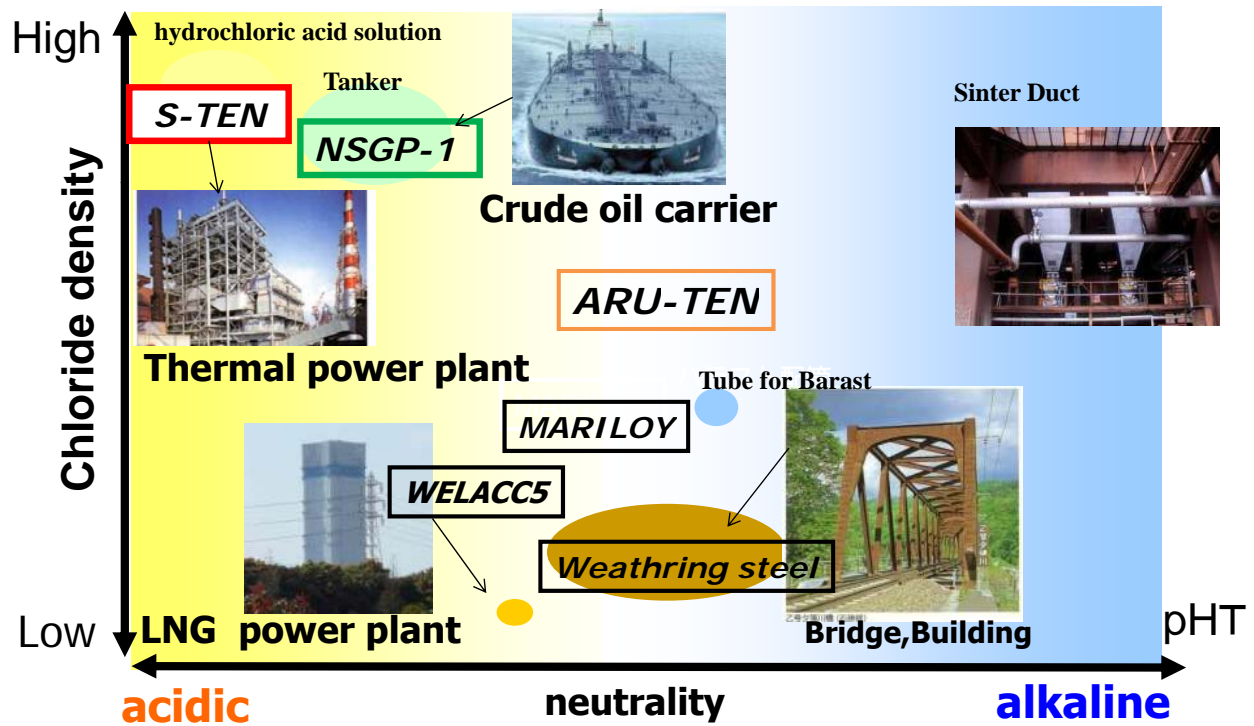 High
hydrochloric acid solution
Tanker
Sinter Duct
S-TEN
NSGP-1
Crude oil carrier
ARU-TEN
Chloride density
Thermal power plant
Tube for Barast
MARILOY
WELACC5
Weathring steel
Low
LNG power plant
Bridge,Building
pHT
acidic
neutrality
alkaline